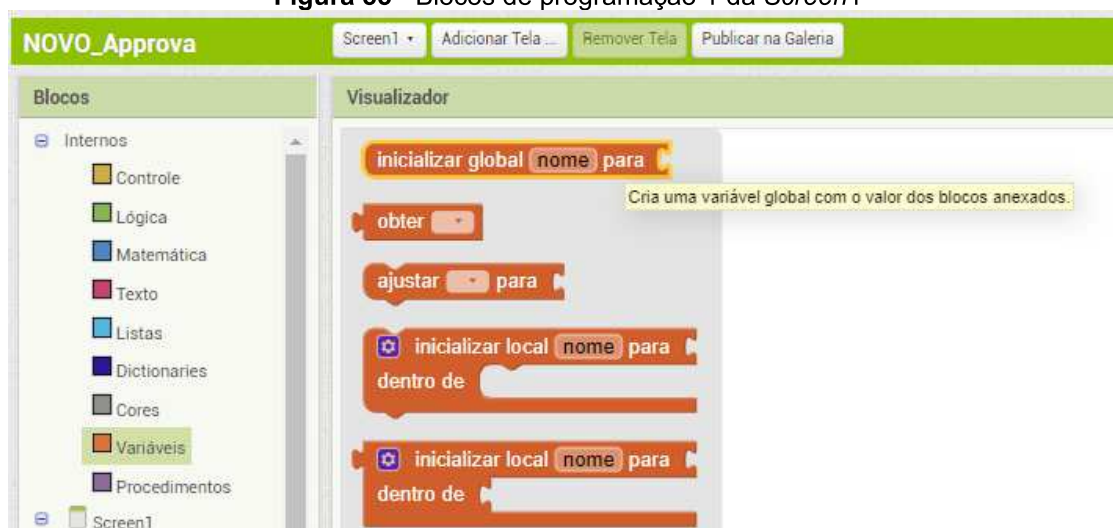 NOVO_Approva
Screen1
Adicionar Tela ...
Remover Tela
Publicar na Galeria
Blocos
Visualizador
Internos
Controle
Lógica
Matemática
Texto
Listas
Dictionaries
Cores
Variáveis
Procedimentos
Screen1
inicializar global nome para
Cria uma variável global com o valor dos blocos anexados.
obter
ajustar para
inicializar local nome para
dentro de
inicializar local nome para
dentro de